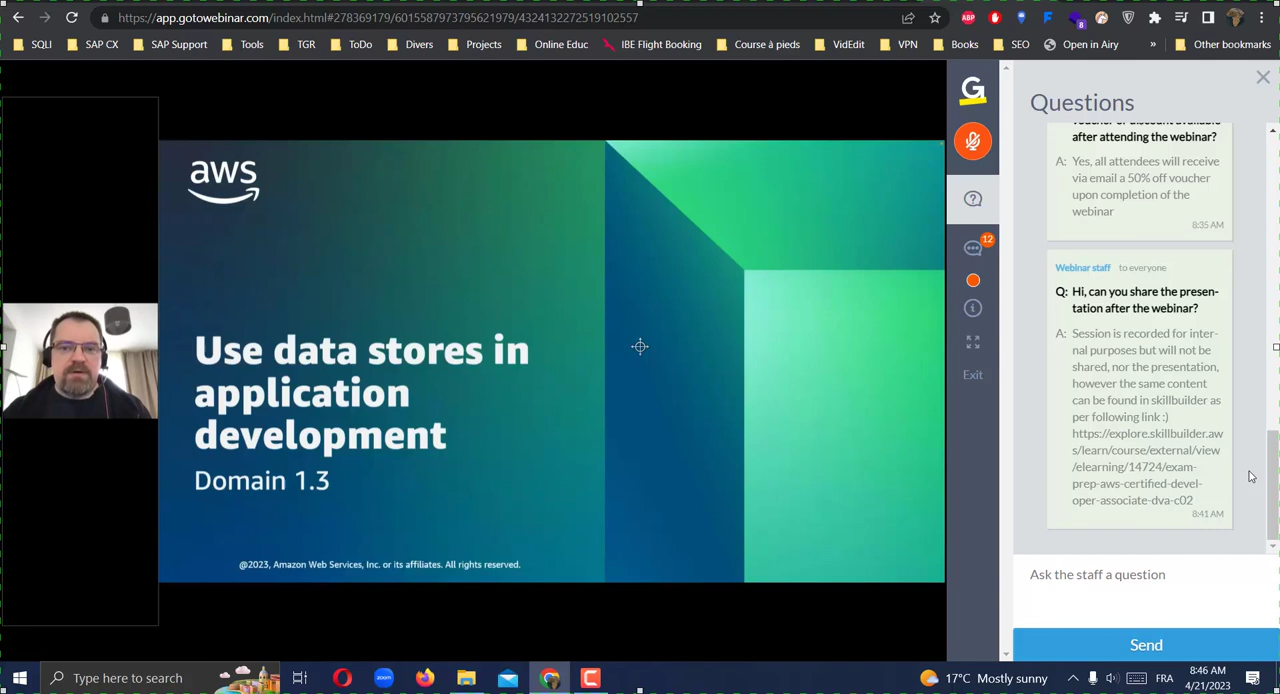 https://app.gotowebinar.com/index.html#278369179/6015587973795621979/4324132272519102557
ABP
8
SQLI
SAP CX
SAP Support
Tools
TGR
ToDo
Divers
Projects
Online Educ
IBE Flight Booking
Course à pieds
VidEdit
VPN
Books
SEO
Open in Airy
»
Other bookmarks
aws
Use data stores in
application
development
Domain 1.3
@2023, Amazon Web Services, Inc. or its affiliates. All rights reserved.
G
12
Exit
Questions
voucher or discount available
after attending the webinar?
A: Yes, all attendees will receive
via email a 50% off voucher
upon completion of the
webinar
8:35 AM
Webinar staff to everyone
Q: Hi, can you share the presen-
tation after the webinar?
A: Session is recorded for inter-
nal purposes but will not be
shared, nor the presentation,
however the same content
can be found in skillbuilder as
per following link :)
https://explore.skillbuilder.aw
s/learn/course/external/view
/elearning/14724/exam-
prep-aws-certified-devel-
oper-associate-dva-c02
8:41 AM
Ask the staff a question
Send
Type here to search
zoom
17°C Mostly sunny
FRA
8:46 AM
4/21/2023